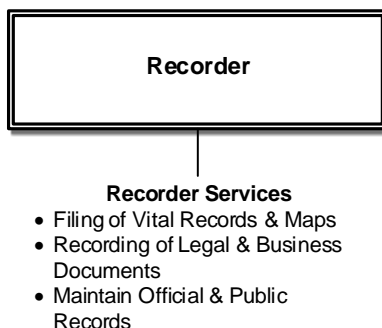 Recorder
Recorder Services
• Filing of Vital Records & Maps
• Recording of Legal & Business
Documents
• Maintain Official & Public
Records